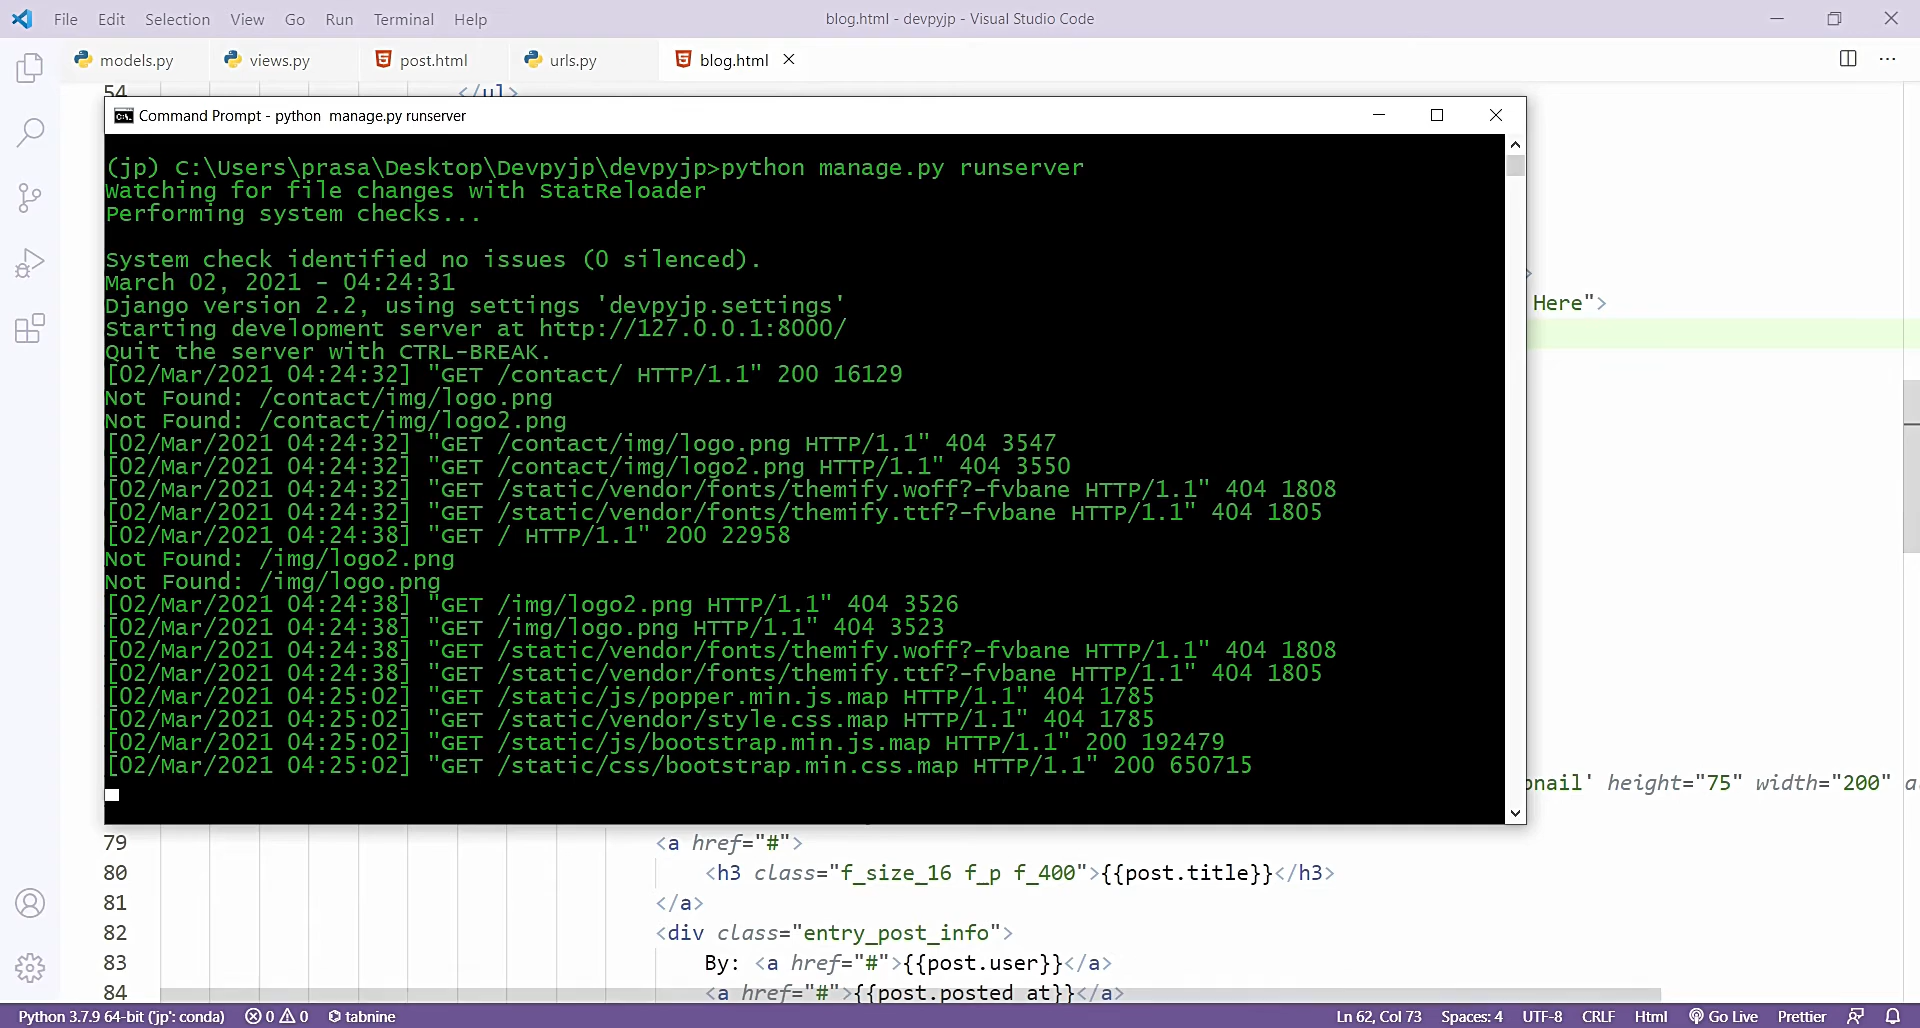 File Edit Selection View Go Run Terminal Help
blog.html - devpyjp - Visual Studio Code
models.py views.py post.html urls.py blog.html
54 </ul>
Command Prompt - python manage.py runserver
(jp) C:\Users\prasa\Desktop\Devpyjp\devpyjp>python manage.py runserver
Watching for file changes with StatReloader
Performing system checks...
System check identified no issues (0 silenced).
March 02, 2021 - 04:24:31
Django version 2.2, using settings 'devpyjp.settings'
Starting development server at http://127.0.0.1:8000/
Quit the server with CTRL-BREAK.
[02/Mar/2021 04:24:32] "GET /contact/ HTTP/1.1" 200 16129
Not Found: /contact/img/logo.png
Not Found: /contact/img/logo2.png
[02/Mar/2021 04:24:32] "GET /contact/img/logo.png HTTP/1.1" 404 3547
[02/Mar/2021 04:24:32] "GET /contact/img/logo2.png HTTP/1.1" 404 3550
[02/Mar/2021 04:24:32] "GET /static/vendor/fonts/themify.woff?-fvbane HTTP/1.1" 404 1808
[02/Mar/2021 04:24:32] "GET /static/vendor/fonts/themify.ttf?-fvbane HTTP/1.1" 404 1805
[02/Mar/2021 04:24:38] "GET / HTTP/1.1" 200 22958
Not Found: /img/logo2.png
Not Found: /img/logo.png
[02/Mar/2021 04:24:38] "GET /img/logo2.png HTTP/1.1" 404 3526
[02/Mar/2021 04:24:38] "GET /img/logo.png HTTP/1.1" 404 3523
[02/Mar/2021 04:24:38] "GET /static/vendor/fonts/themify.woff?-fvbane HTTP/1.1" 404 1808
[02/Mar/2021 04:24:38] "GET /static/vendor/fonts/themify.ttf?-fvbane HTTP/1.1" 404 1805
[02/Mar/2021 04:25:02] "GET /static/js/popper.min.js.map HTTP/1.1" 404 1785
[02/Mar/2021 04:25:02] "GET /static/vendor/style.css.map HTTP/1.1" 404 1785
[02/Mar/2021 04:25:02] "GET /static/js/bootstrap.min.js.map HTTP/1.1" 200 192479
[02/Mar/2021 04:25:02] "GET /static/css/bootstrap.min.css.map HTTP/1.1" 200 650715
Here">
' height="75" width="200"
79 <a href="#">
80 <h3 class="f_size_16 f_p f_400">{{post.title}}</h3>
81 </a>
82 <div class="entry_post_info">
83 By: <a href="#">{{post.user}}</a>
84 <a href="#">{{post.posted_at}}</a>
Python 3.7.9 64-bit ('jp': conda) 0 0 tabnine Ln 62, Col 73 Spaces: 4 UTF-8 CRLF Html Go Live Prettier